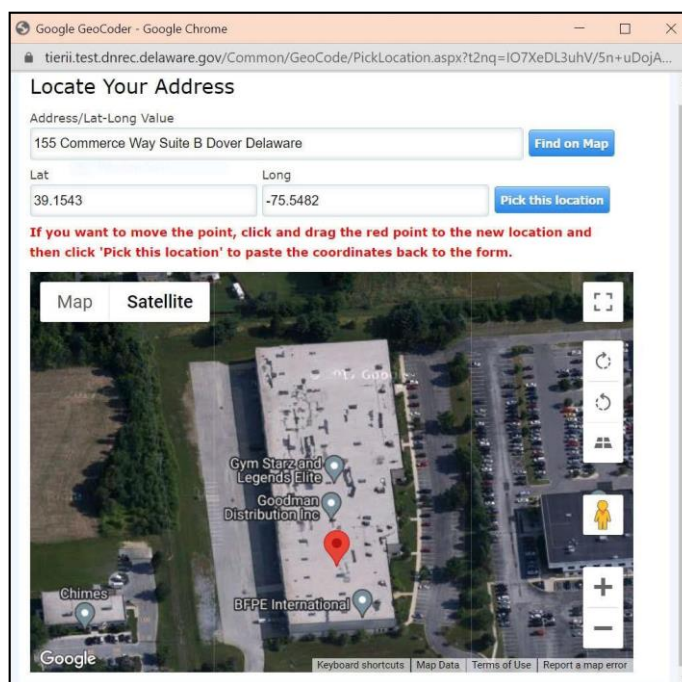 Google GeoCoder - Google Chrome
tierii.test.dnrec.delaware.gov/Common/GeoCode/PickLocation.aspx?t2nq=IO7XeDL3uhV/5n+uDojA...
Locate Your Address
Address/Lat-Long Value
155 Commerce Way Suite B Dover Delaware
Find on Map
Lat
Long
39.1543
-75.5482
Pick this location
If you want to move the point, click and drag the red point to the new location and
then click 'Pick this location' to paste the coordinates back to the form.
Map
Satellite
Gym Starz and
Legends Elite
Goodman
Distribution Inc
Chimes
BFPE International
Google
Keyboard shortcuts
Map Data
Terms of Use
Report a map error